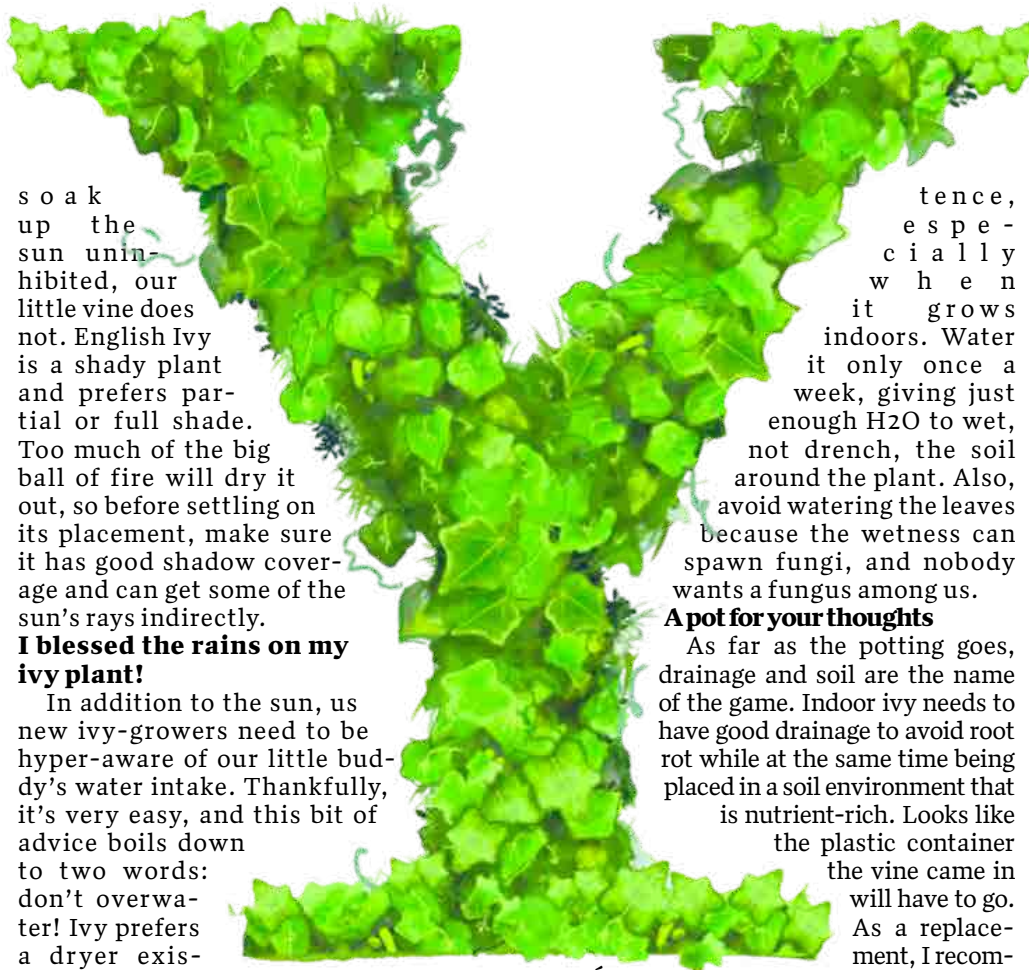 soak
up the
sun unin-
hibited, our
little vine does
not. English Ivy
is a shady plant
and prefers par-
tial or full shade.
Too much of the big
ball of fire will dry it
out, so before settling on
its placement, make sure
it has good shadow cover-
age and can get some of the
sun's rays indirectly.
I blessed the rains on my
ivy plant!
In addition to the sun, us
new ivy-growers need to be
hyper-aware of our little bud-
dy's water intake. Thankfully,
it's very easy, and this bit of
advice boils down
to two words:
don't overwa-
ter! Ivy prefers
a dryer exis-
tence,
espe-
cially
when
it grows
indoors. Water
it only once a
week, giving just
enough H2O to wet,
not drench, the soil
around the plant. Also,
avoid watering the leaves
because the wetness can
spawn fungi, and nobody
wants a fungus among us.
A pot for your thoughts
As far as the potting goes,
drainage and soil are the name
of the game. Indoor ivy needs to
have good drainage to avoid root
rot while at the same time being
placed in a soil environment that
is nutrient-rich. Looks like
the plastic container
the vine came in
will have to go.
As a replace-
ment, I recom-